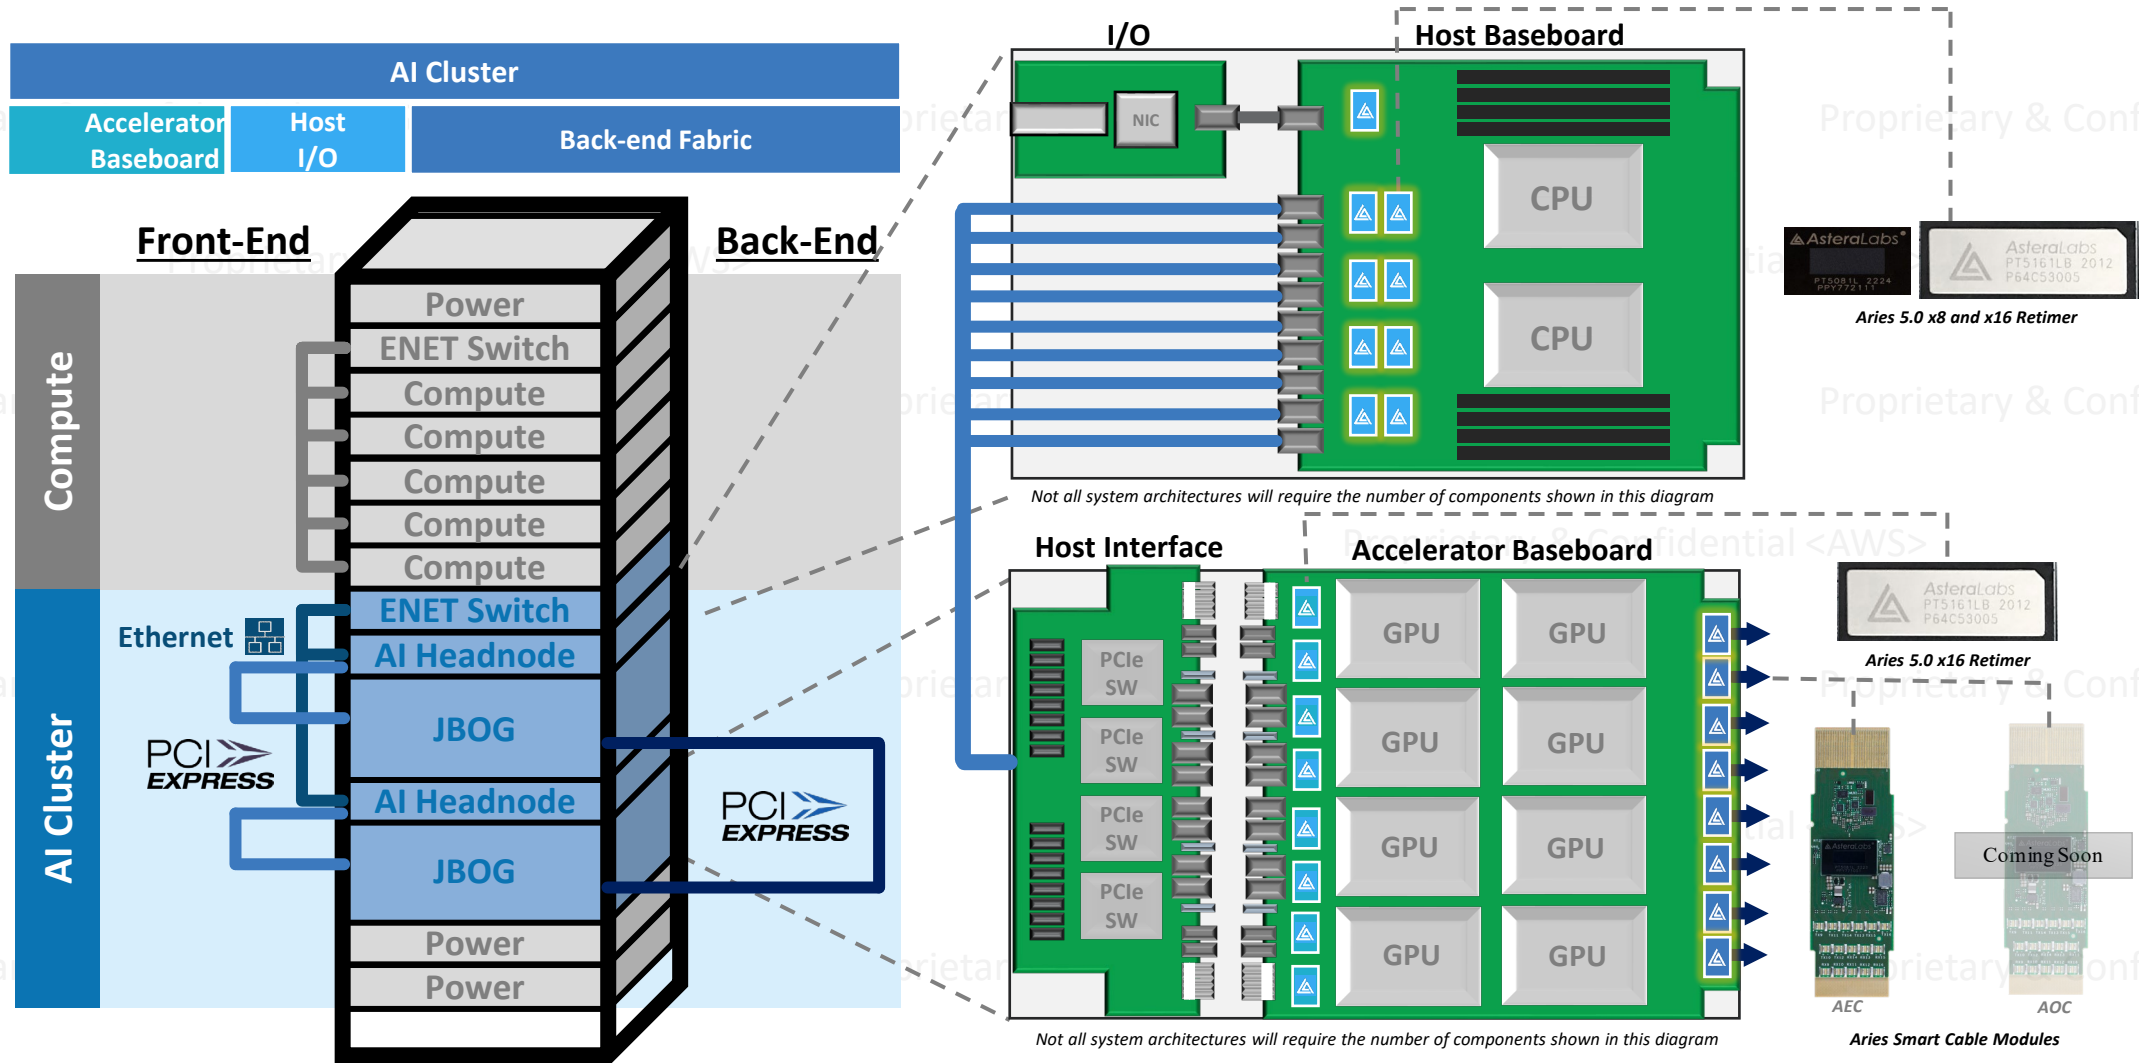 AI Cluster
Accelerator
Baseboard
Host
I/O
Back-end Fabric
Front-End
Back-End
Compute
AI Cluster
Power
ENET Switch
Compute
Compute
Compute
Compute
Compute
ENET Switch
AI Headnode
JBOG
AI Headnode
JBOG
Power
Power
Ethernet
PCI
EXPRESS
PCI
EXPRESS
I/O
Host Baseboard
NIC
CPU
CPU
Not all system architectures will require the number of components shown in this diagram
AsteraLabs
PT5081L 2224
PPY772111
AsteraLabs
PT5161LB 2012
P64C53005
Aries 5.0 x8 and x16 Retimer
Host Interface
Accelerator Baseboard
PCIe
SW
PCIe
SW
PCIe
SW
PCIe
SW
GPU
GPU
GPU
GPU
GPU
GPU
GPU
GPU
Not all system architectures will require the number of components shown in this diagram
AsteraLabs
PT5161LB 2012
P64C53005
Aries 5.0 x16 Retimer
AsteraLabs
AsteraLabs
Coming Soon
AEC
AOC
Aries Smart Cable Modules
Proprietary & Confidential <AWS>